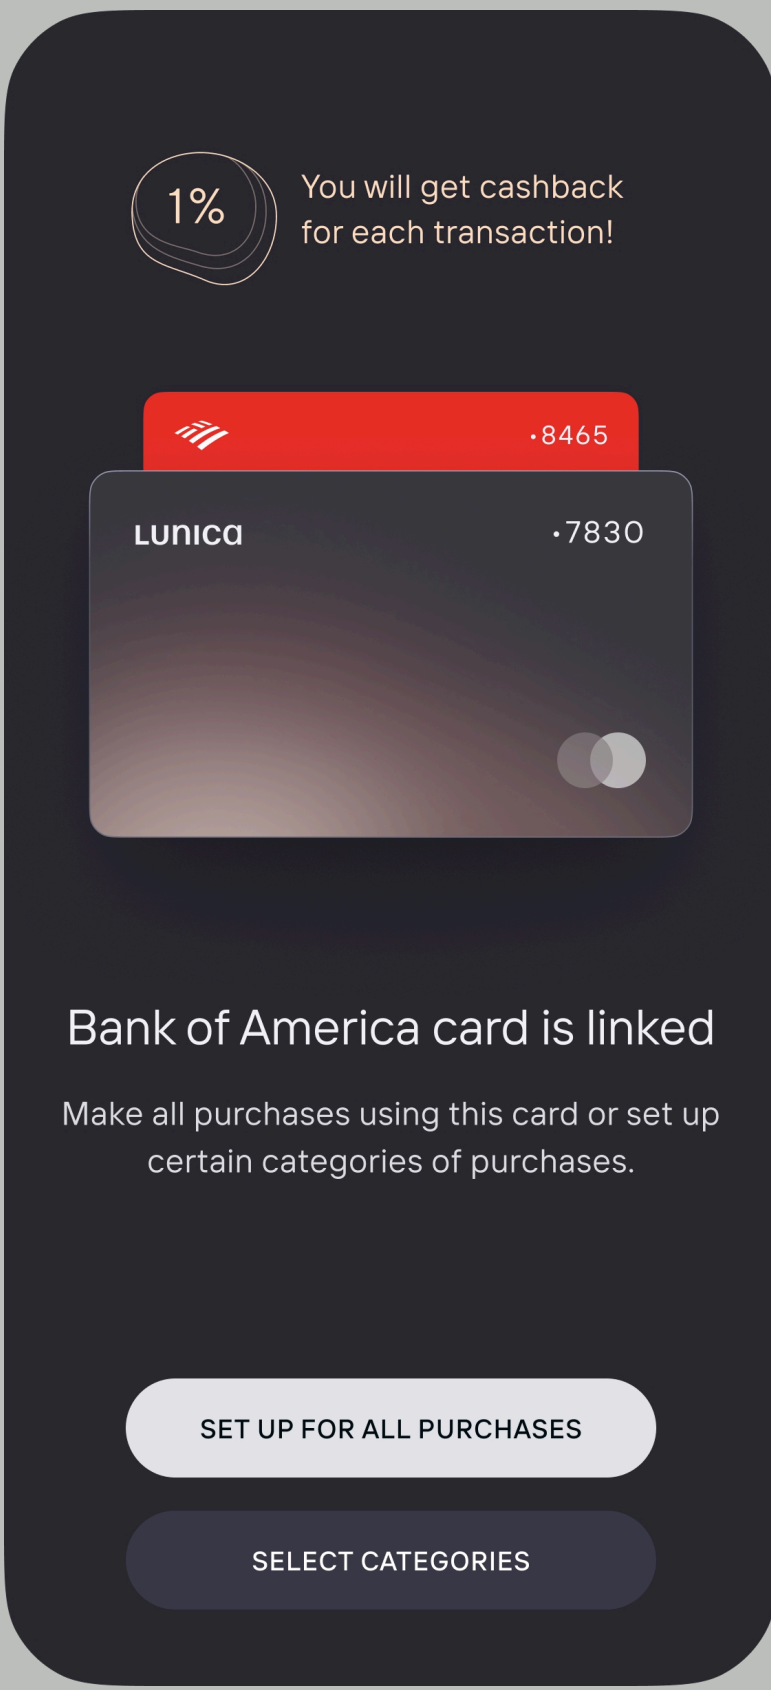 1%
You will get cashback
for each transaction!
·8465
LUNICA ·7830
Bank of America card is linked
Make all purchases using this card or set up
certain categories of purchases.
SET UP FOR ALL PURCHASES
SELECT CATEGORIES